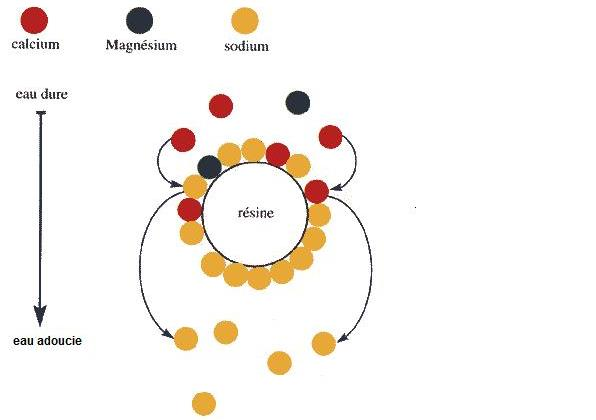 calcium
Magnésium
sodium
eau dure
résine
eau adoucie